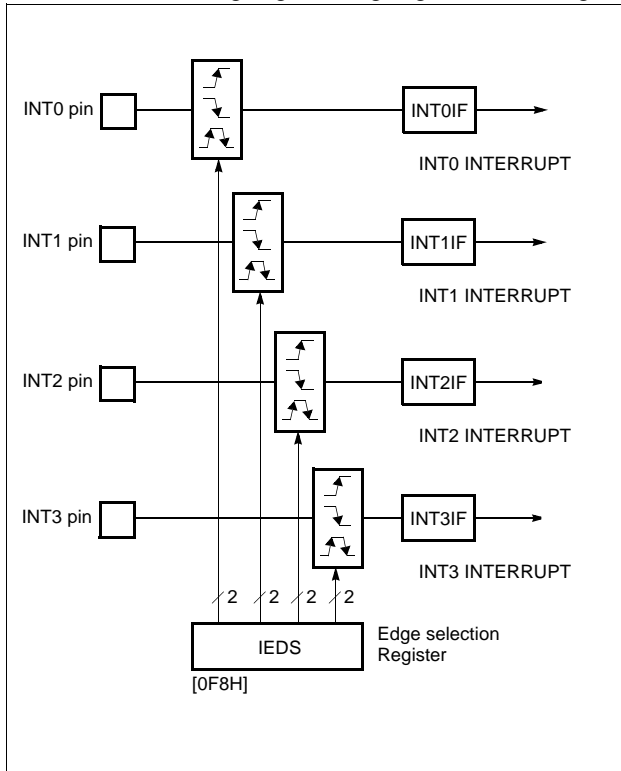 INT0 pin
INT0IF
INT0 INTERRUPT
INT1 pin
INT1IF
INT1 INTERRUPT
INT2 pin
INT2IF
INT2 INTERRUPT
INT3 pin
INT3IF
INT3 INTERRUPT
2 2 2 2
IEDS
Edge selection
Register
[0F8H]